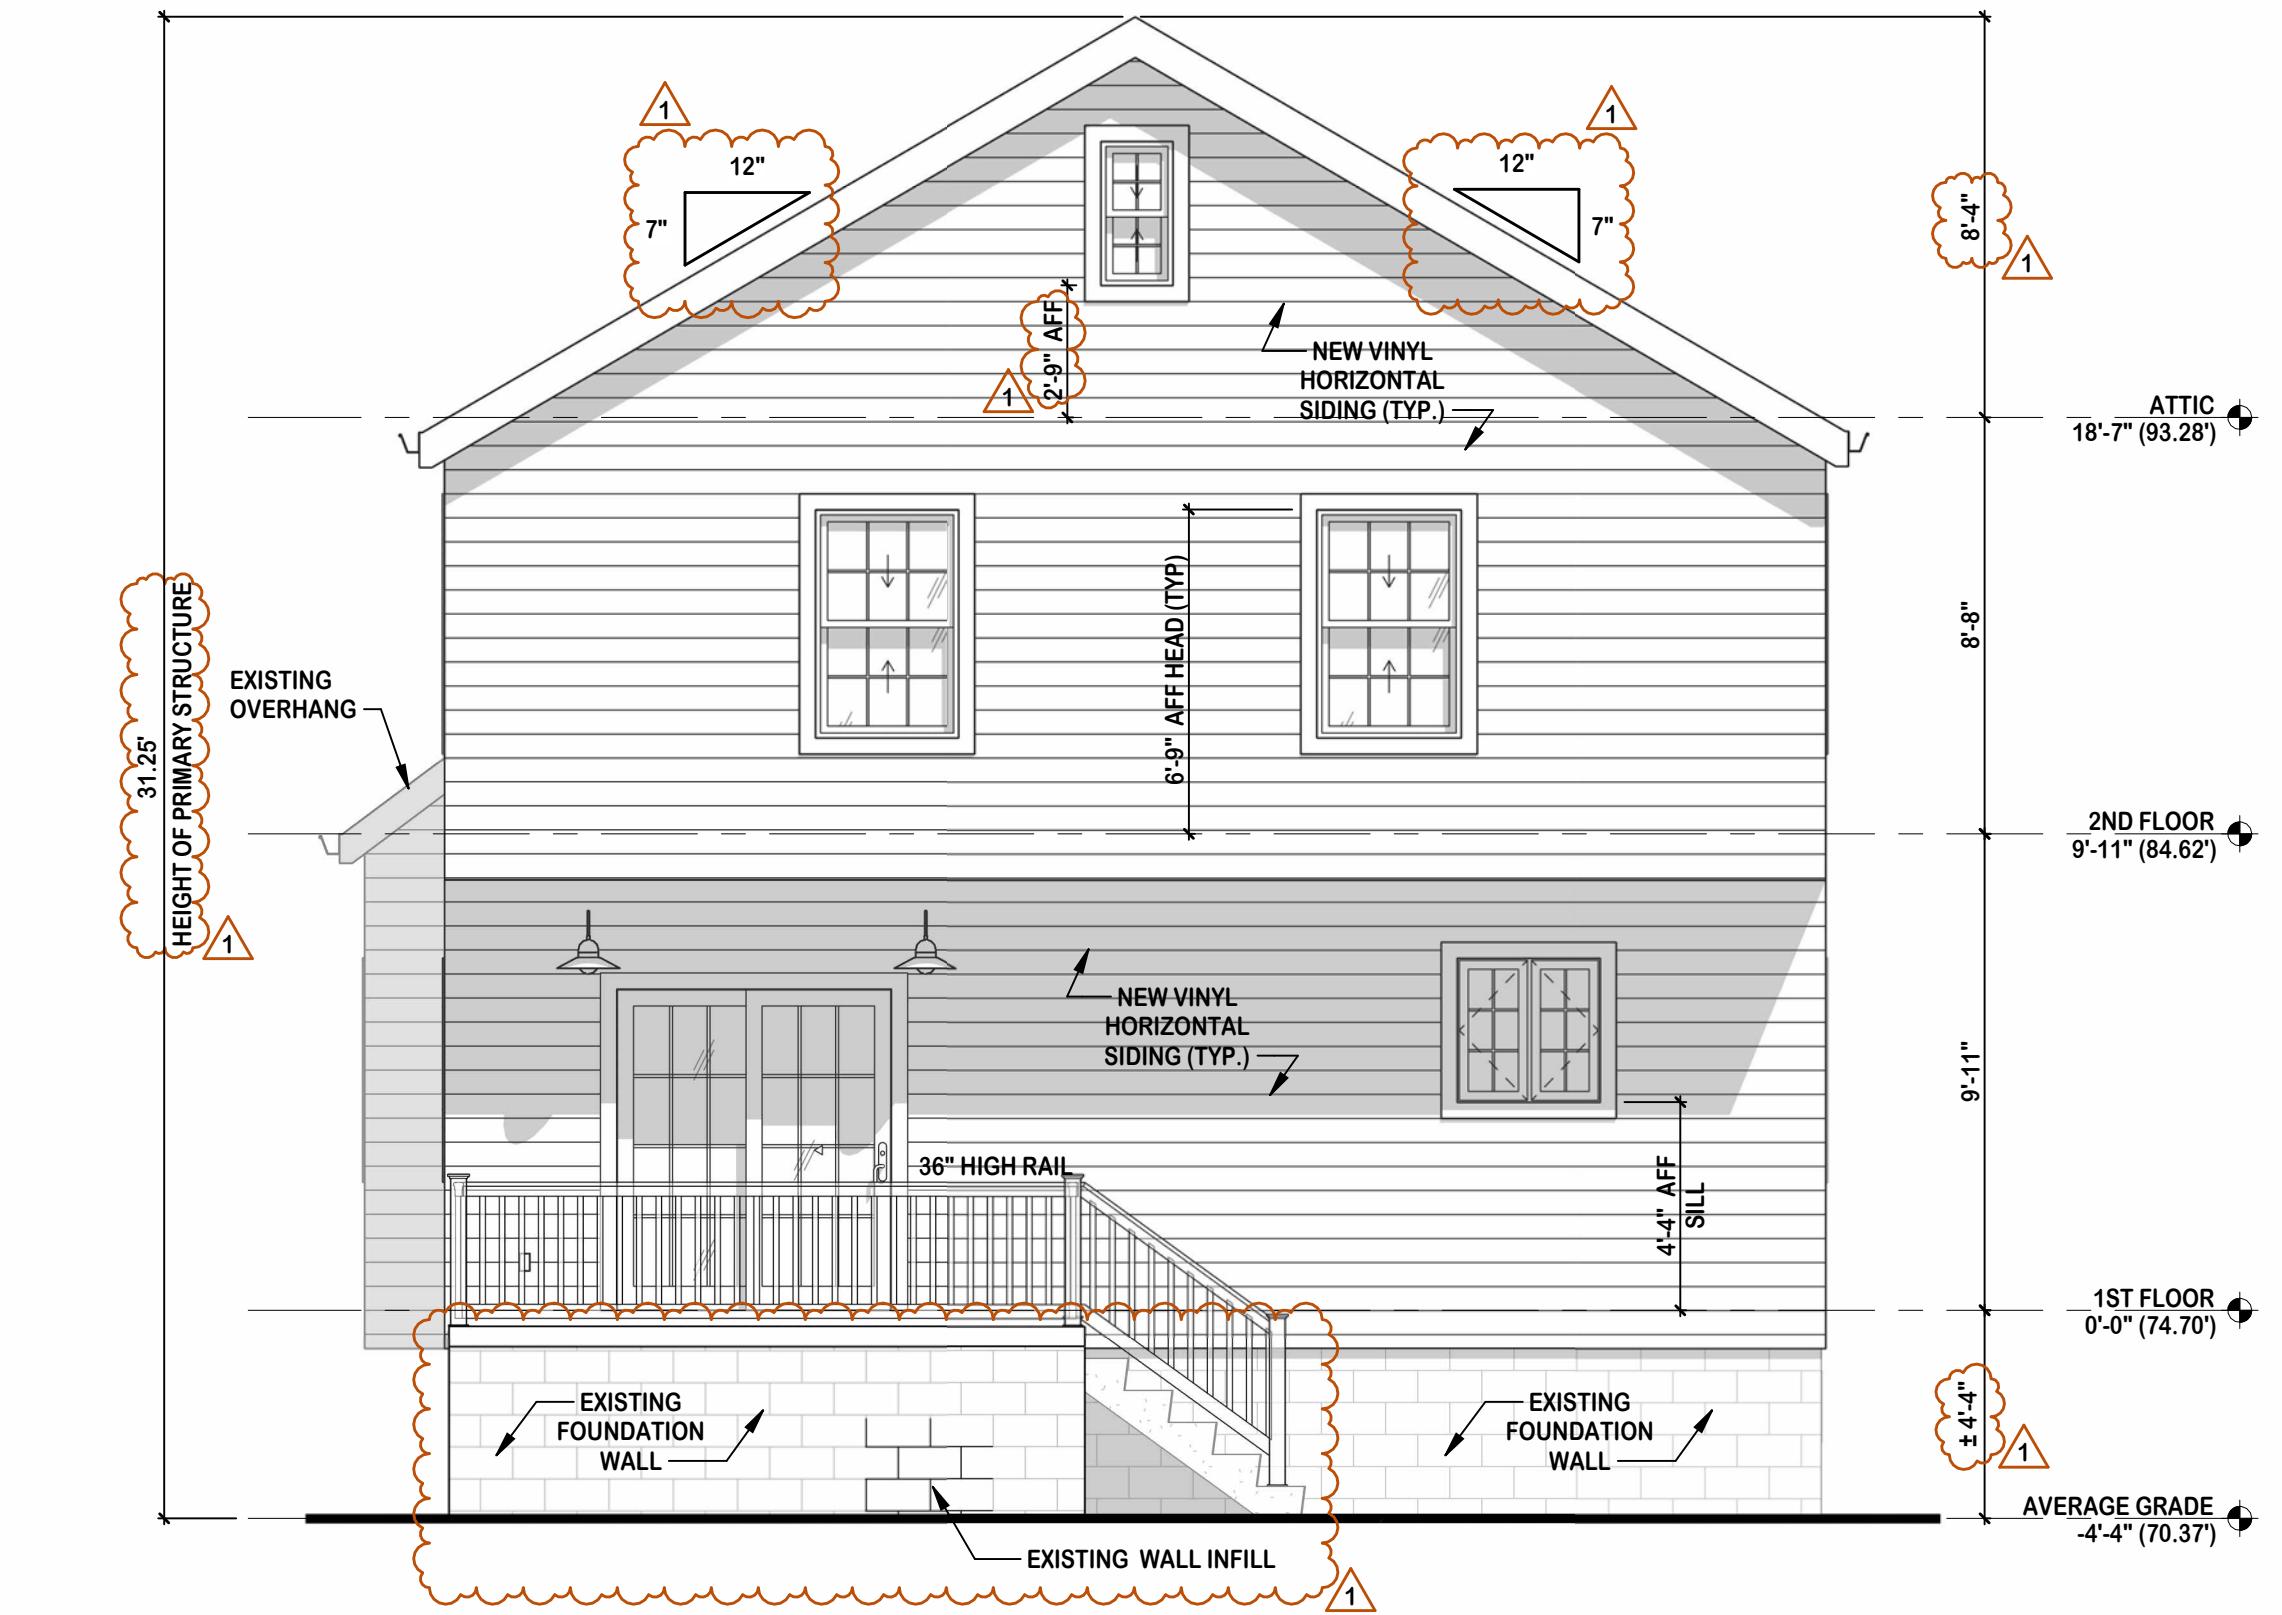 1
1
12"
7"
12"
7"
8'-4"
1
2'-9" AFF
1
NEW VINYL
HORIZONTAL
SIDING (TYP.)
ATTIC
18'-7" (93.28')
6'-9" AFF HEAD (TYP)
8'-8"
31.25'
HEIGHT OF PRIMARY STRUCTURE
1
EXISTING
OVERHANG
2ND FLOOR
9'-11" (84.62')
NEW VINYL
HORIZONTAL
SIDING (TYP.)
9'-11"
36" HIGH RAIL
4'-4" AFF
SILL
1ST FLOOR
0'-0" (74.70')
EXISTING
FOUNDATION
WALL
EXISTING
FOUNDATION
WALL
±4'-4"
1
AVERAGE GRADE
-4'-4" (70.37')
EXISTING WALL INFILL
1